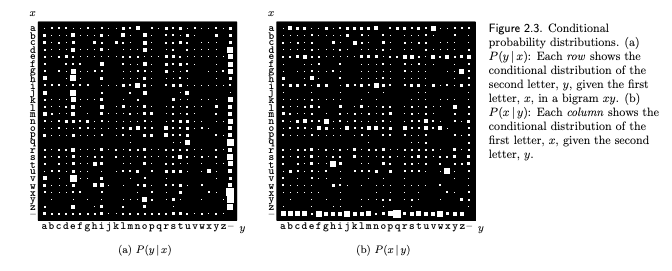 x
a
b
c
d
e
f
g
h
i
j
k
l
m
n
o
p
q
r
s
t
u
v
w
x
y
z
–
abcdefghijklmnopqrstuvwxyz– y
(a) P(y | x)
x
a
b
c
d
e
f
g
h
i
j
k
l
m
n
o
p
q
r
s
t
u
v
w
x
y
z
–
abcdefghijklmnopqrstuvwxyz– y
(b) P(x | y)
Figure 2.3. Conditional
probability distributions. (a)
P(y | x): Each row shows the
conditional distribution of the
second letter, y, given the first
letter, x, in a bigram xy. (b)
P(x | y): Each column shows the
conditional distribution of the
first letter, x, given the second
letter, y.